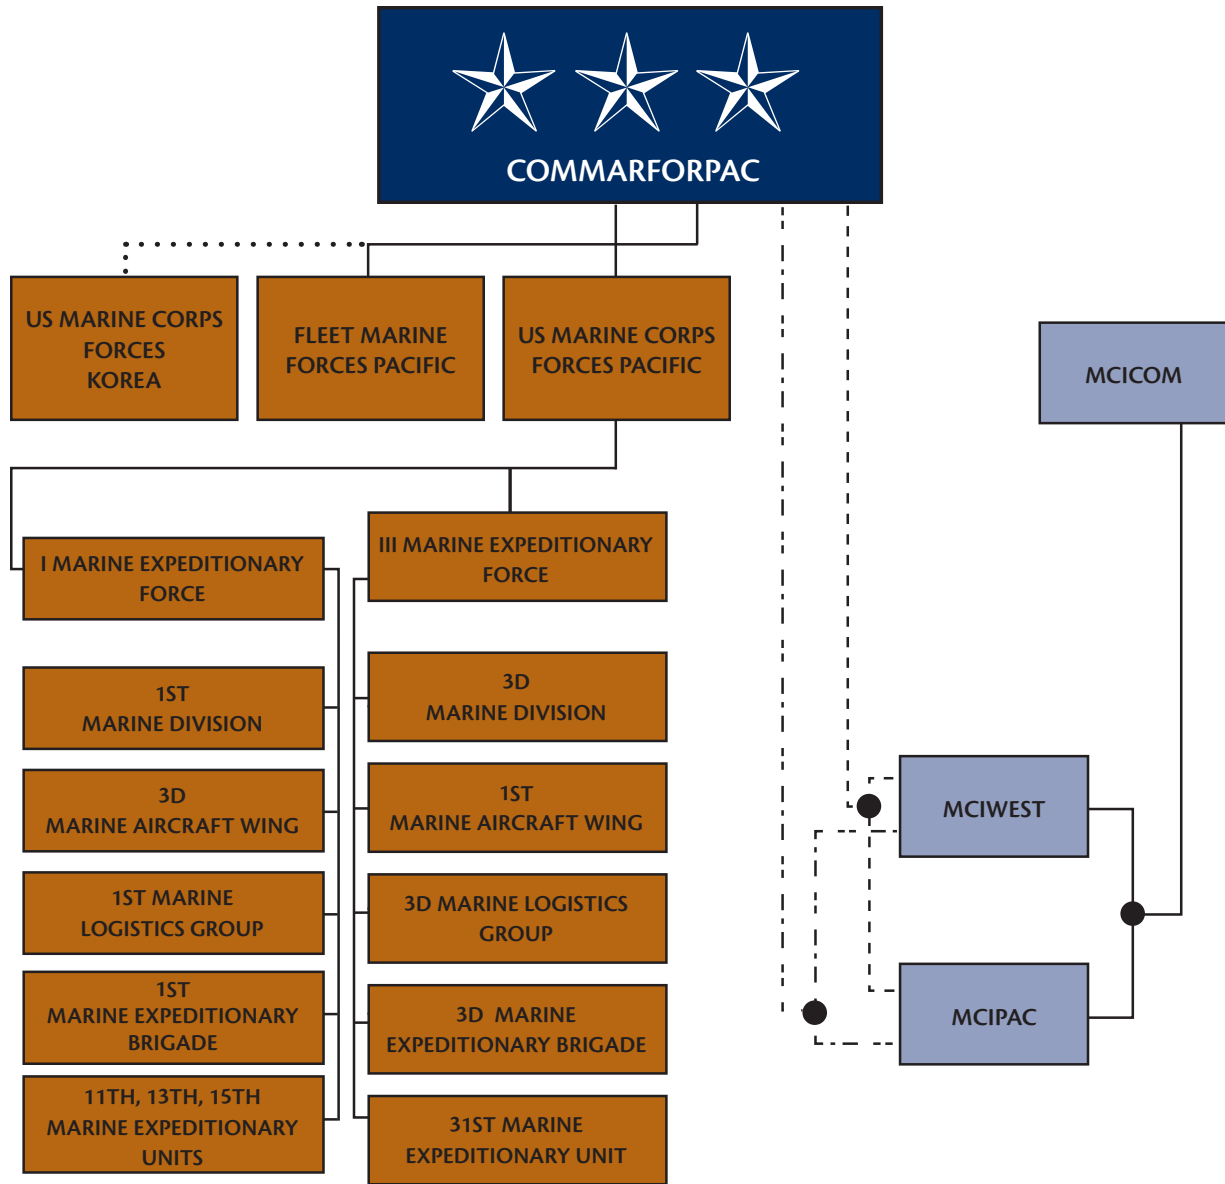 COMMARFORPAC
US MARINE CORPS
FORCES
KOREA
FLEET MARINE
FORCES PACIFIC
US MARINE CORPS
FORCES PACIFIC
MCICOM
I MARINE EXPEDITIONARY
FORCE
1ST
MARINE DIVISION
3D
MARINE AIRCRAFT WING
1ST MARINE
LOGISTICS GROUP
1ST
MARINE EXPEDITIONARY
BRIGADE
11TH, 13TH, 15TH
MARINE EXPEDITIONARY
UNITS
III MARINE EXPEDITIONARY
FORCE
3D
MARINE DIVISION
1ST
MARINE AIRCRAFT WING
3D MARINE LOGISTICS
GROUP
3D MARINE
EXPEDITIONARY BRIGADE
31ST MARINE
EXPEDITIONARY UNIT
MCIWEST
MCIPAC